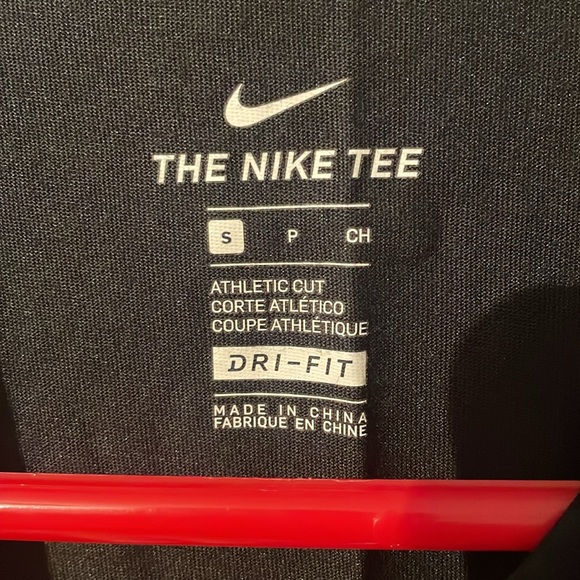 THE NIKE TEE
S P CH
ATHLETIC CUT
CORTE ATLÉTICO
COUPE ATHLÉTIQUE
DRI-FIT
MADE IN CHINA
FABRIQUE EN CHINE